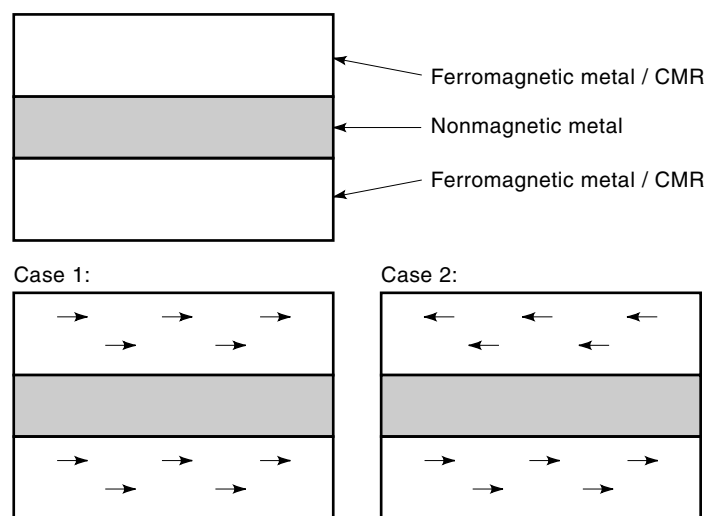 Ferromagnetic metal / CMR
Nonmagnetic metal
Ferromagnetic metal / CMR
Case 1:
Case 2: